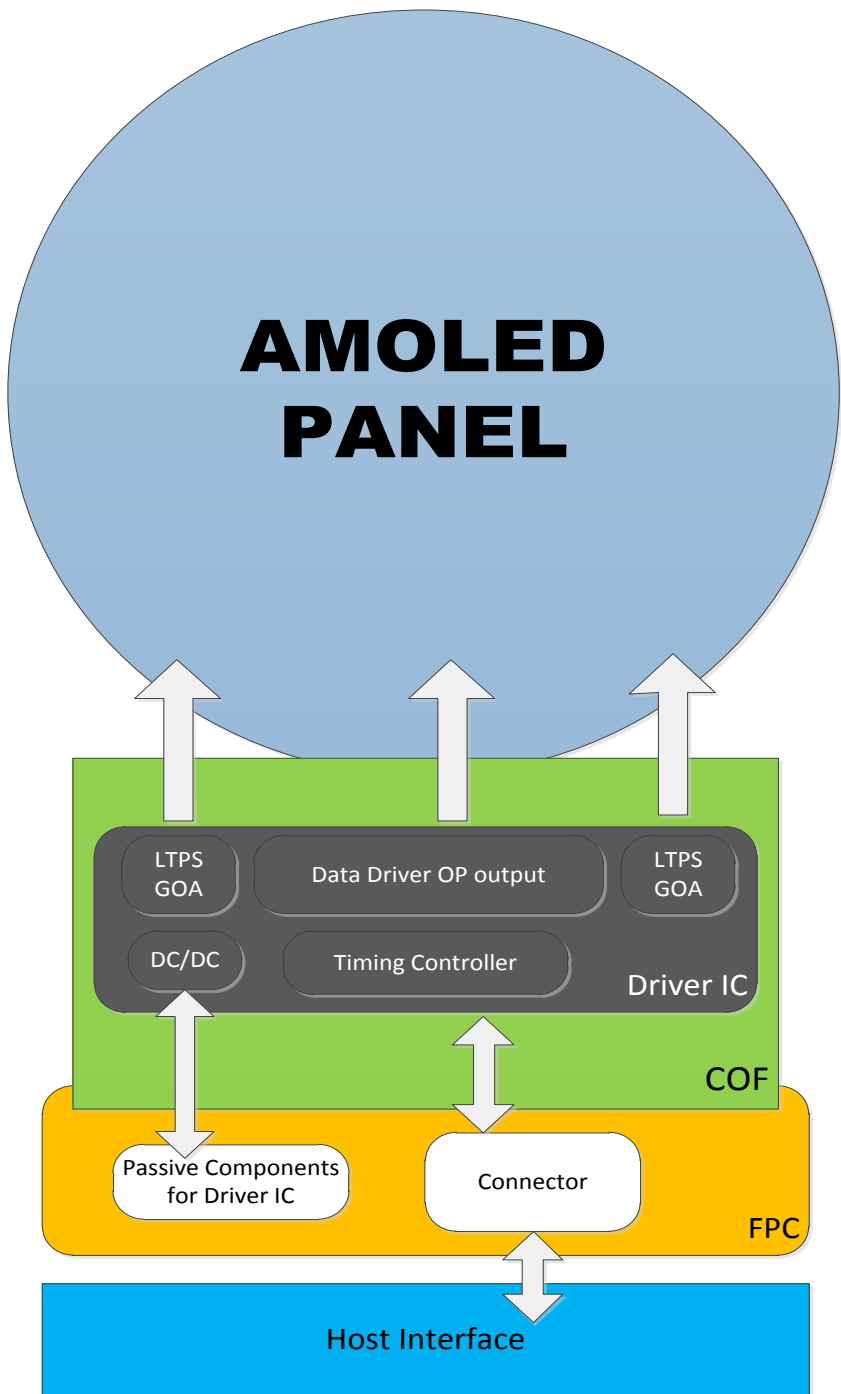 AMOLED
PANEL
LTPS
GOA
Data Driver OP output
LTPS
GOA
DC/DC
Timing Controller
Driver IC
COF
Passive Components
for Driver IC
Connector
FPC
Host Interface